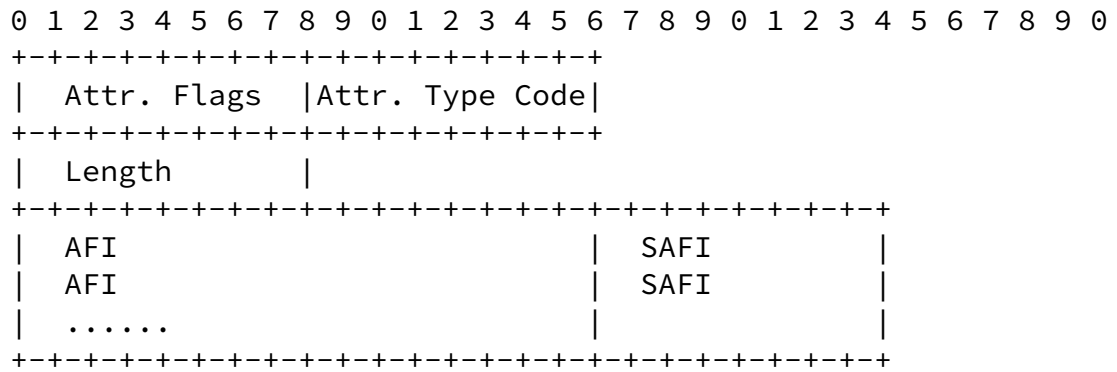 0 1 2 3 4 5 6 7 8 9 0 1 2 3 4 5 6 7 8 9 0 1 2 3 4 5 6 7 8 9 0
+-+-+-+-+-+-+-+-+-+-+-+-+-+-+-+-+
|  Attr. Flags  |Attr. Type Code|
+-+-+-+-+-+-+-+-+-+-+-+-+-+-+-+-+
|  Length       |
+-+-+-+-+-+-+-+-+-+-+-+-+-+-+-+-+-+-+-+-+-+-+-+-+
|  AFI                          |  SAFI         |
|  AFI                          |  SAFI         |
|  ......                       |               |
+-+-+-+-+-+-+-+-+-+-+-+-+-+-+-+-+-+-+-+-+-+-+-+-+